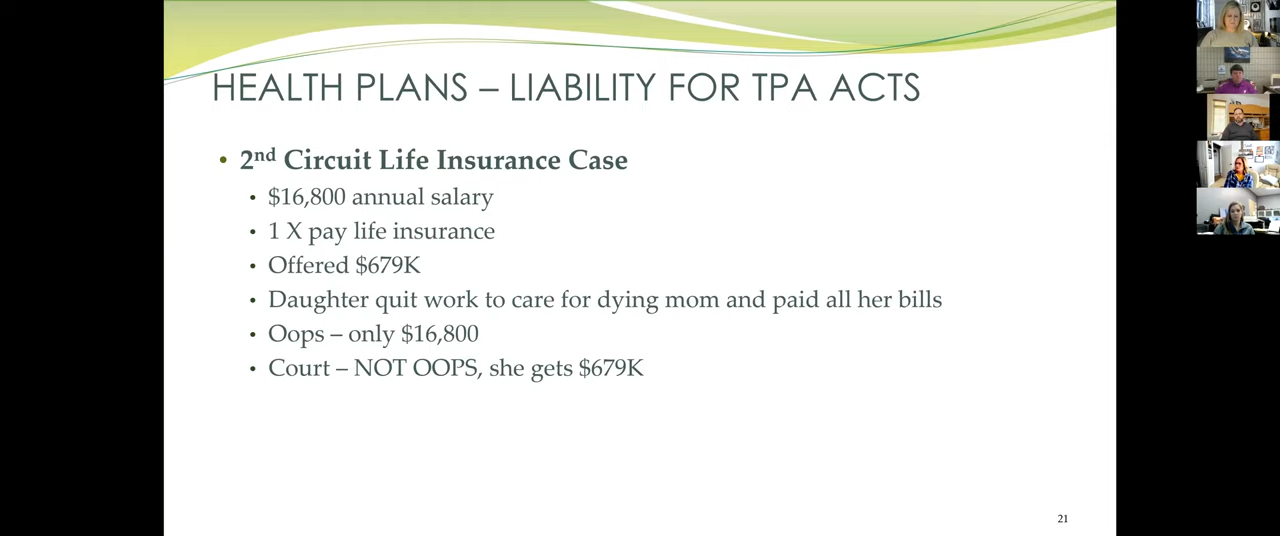 HEALTH PLANS – LIABILITY FOR TPA ACTS
• 2nd Circuit Life Insurance Case
• $16,800 annual salary
• 1 X pay life insurance
• Offered $679K
• Daughter quit work to care for dying mom and paid all her bills
• Oops – only $16,800
• Court – NOT OOPS, she gets $679K
21